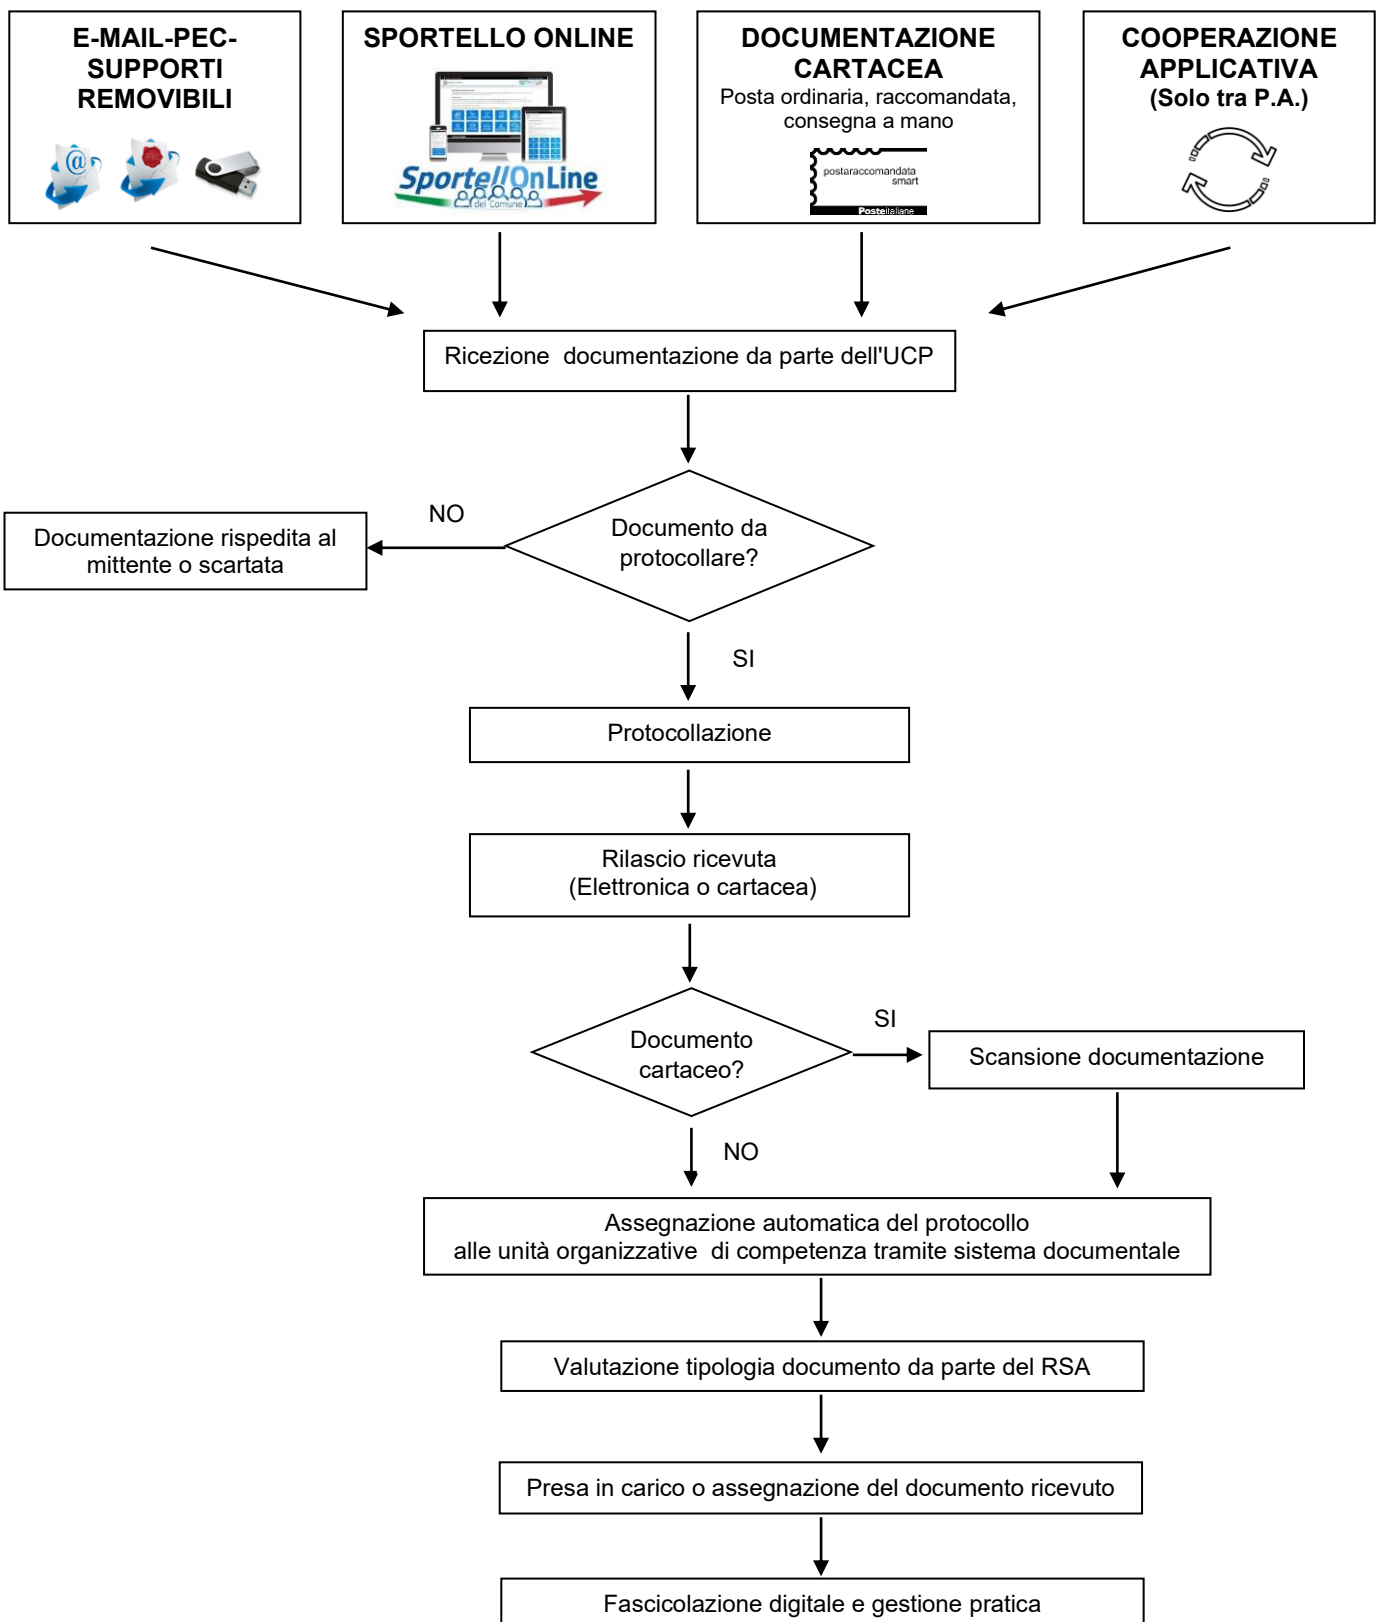 E-MAIL-PEC-
SUPPORTI
REMOVIBILI
@
SPORTELLO ONLINE
SportellOnLine
del Comune
DOCUMENTAZIONE
CARTACEA
Posta ordinaria, raccomandata,
consegna a mano
postaraccomandata
smart
Posteitaliane
COOPERAZIONE
APPLICATIVA
(Solo tra P.A.)
Ricezione  documentazione da parte dell'UCP
Documento da
protocollare?
NO
Documentazione rispedita al
mittente o scartata
SI
Protocollazione
Rilascio ricevuta
(Elettronica o cartacea)
Documento
cartaceo?
SI
Scansione documentazione
NO
Assegnazione automatica del protocollo
alle unità organizzative  di competenza tramite sistema documentale
Valutazione tipologia documento da parte del RSA
Presa in carico o assegnazione del documento ricevuto
Fascicolazione digitale e gestione pratica